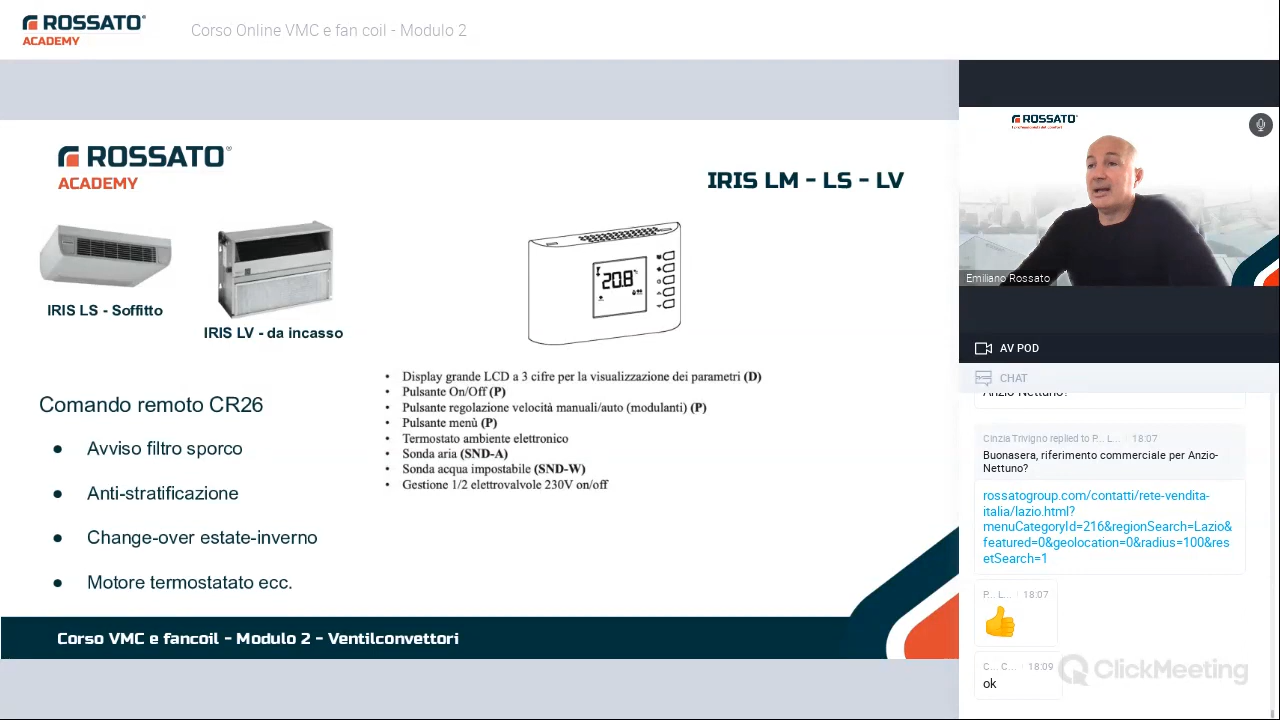 ROSSATO®
ACADEMY
Corso Online VMC e fan coil - Modulo 2
ROSSATO®
ACADEMY
IRIS LM - LS - LV
IRIS LS - Soffitto
IRIS LV - da incasso
20.8
Comando remoto CR26
● Avviso filtro sporco
● Anti-stratificazione
● Change-over estate-inverno
● Motore termostatato ecc.
• Display grande LCD a 3 cifre per la visualizzazione dei parametri (D)
• Pulsante On/Off (P)
• Pulsante regolazione velocità manuali/auto (modulanti) (P)
• Pulsante menù (P)
• Termostato ambiente elettronico
• Sonda aria (SND-A)
• Sonda acqua impostabile (SND-W)
• Gestione 1/2 elettrovalvole 230V on/off
Corso VMC e fancoil - Modulo 2 - Ventilconvettori
ROSSATO
Emiliano Rossato
AV POD
CHAT
Anzio-Nettuno?
Cinzia Trivigno replied to P... L... 18:07
Buonasera, riferimento commerciale per Anzio-
Nettuno?
rossatogroup.com/contatti/rete-vendita-
italia/lazio.html?
menuCategoryId=216&regionSearch=Lazio&
featured=0&geolocation=0&radius=100&res
etSearch=1
P... L... 18:07
C... C... 18:09
ok
ClickMeeting